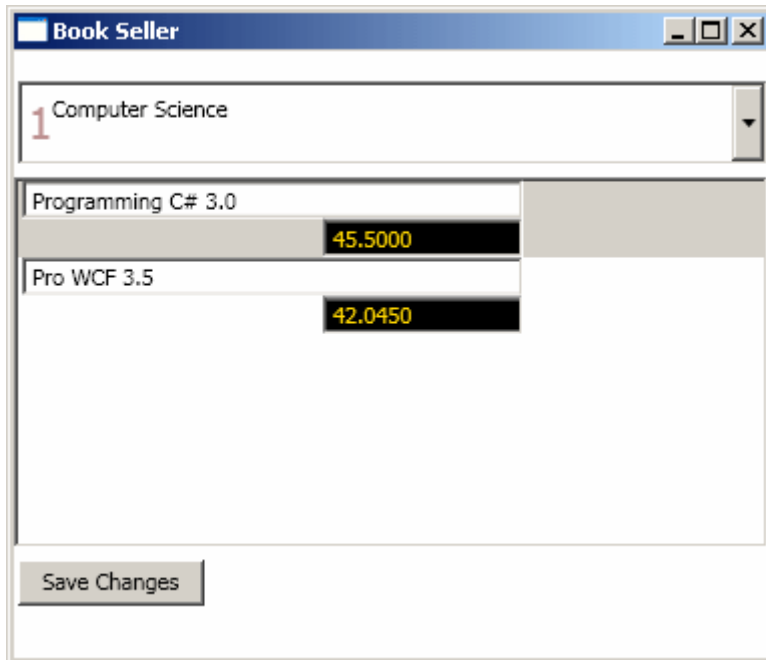 Book Seller
1 Computer Science
Programming C# 3.0
45.5000
Pro WCF 3.5
42.0450
Save Changes